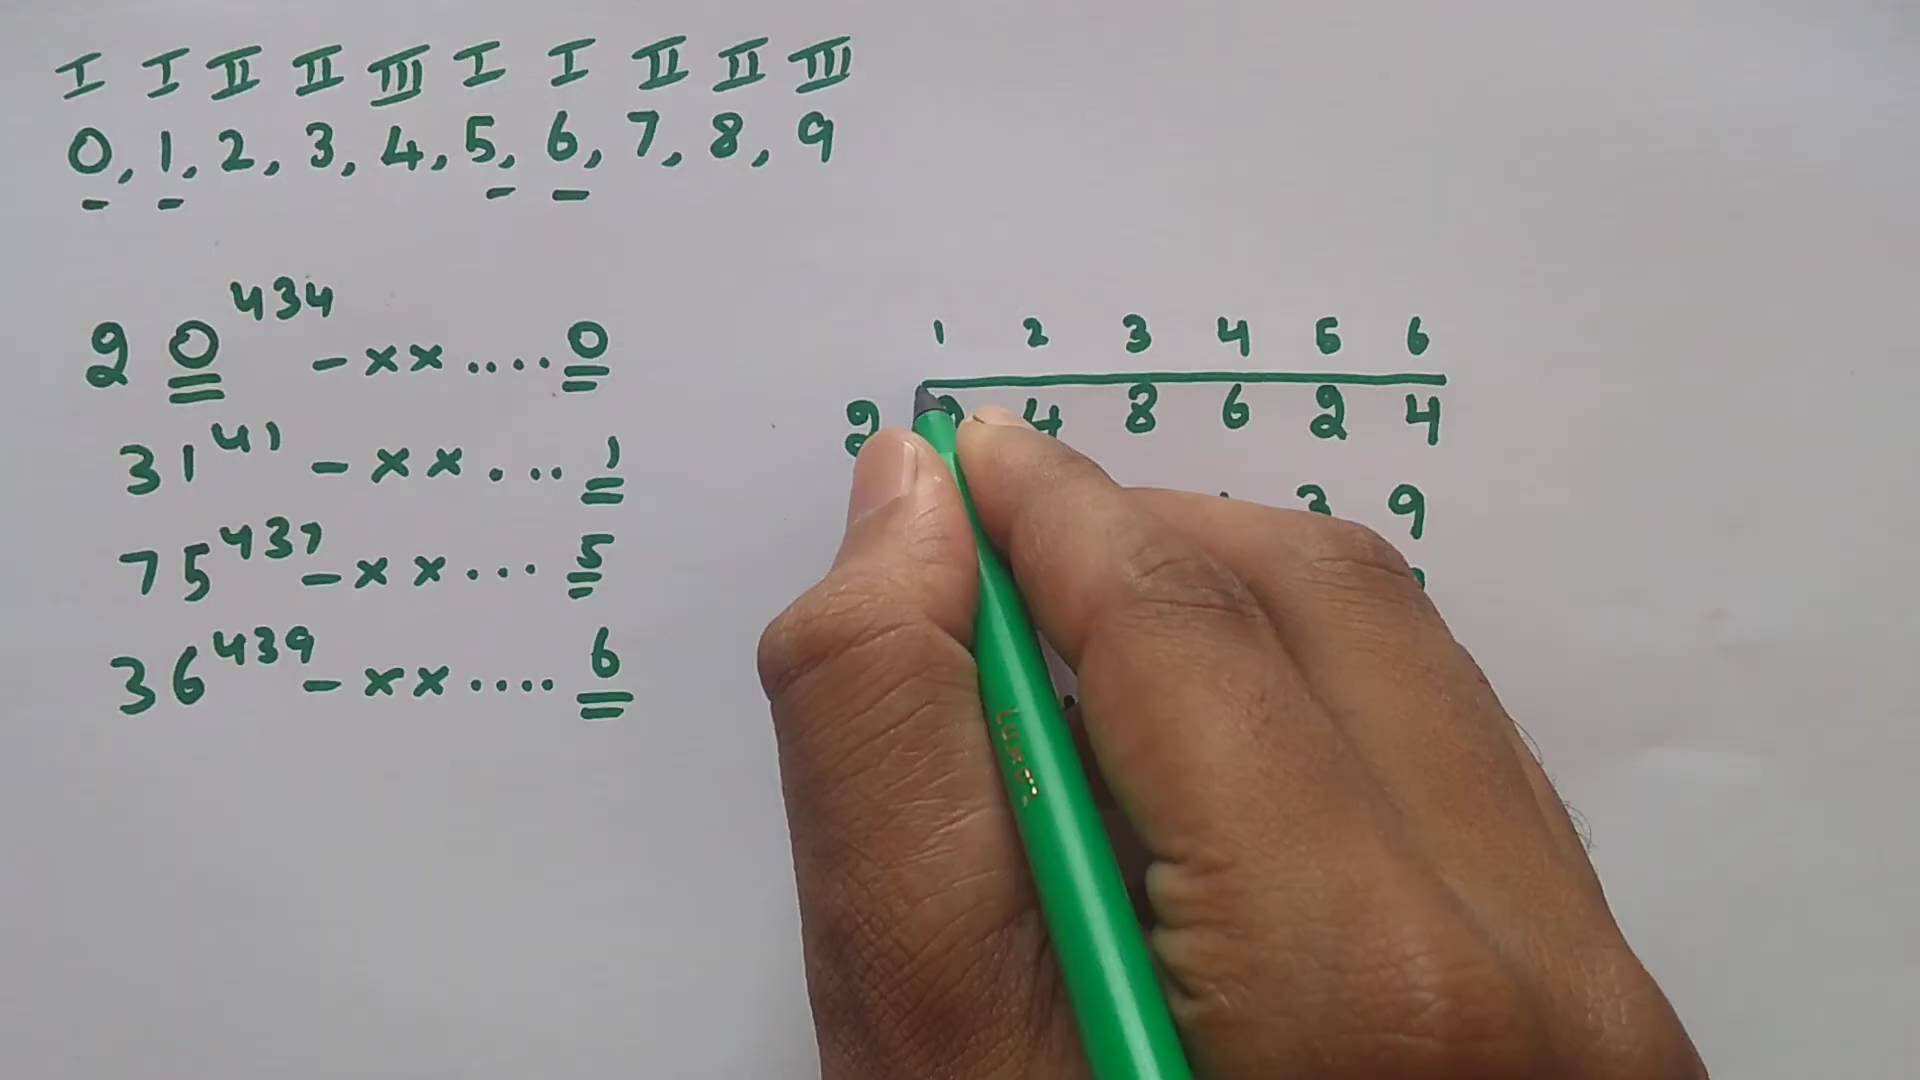 I I II II III I I II II III
0, 1, 2, 3, 4, 5, 6, 7, 8, 9
20^434 - xx .... 0
31^41 - xx .... 1
75^437 - xx ... 5
36^439 - xx .... 6
1 2 3 4 5 6
2 4 8 6 2 4
3 9
LUXOR